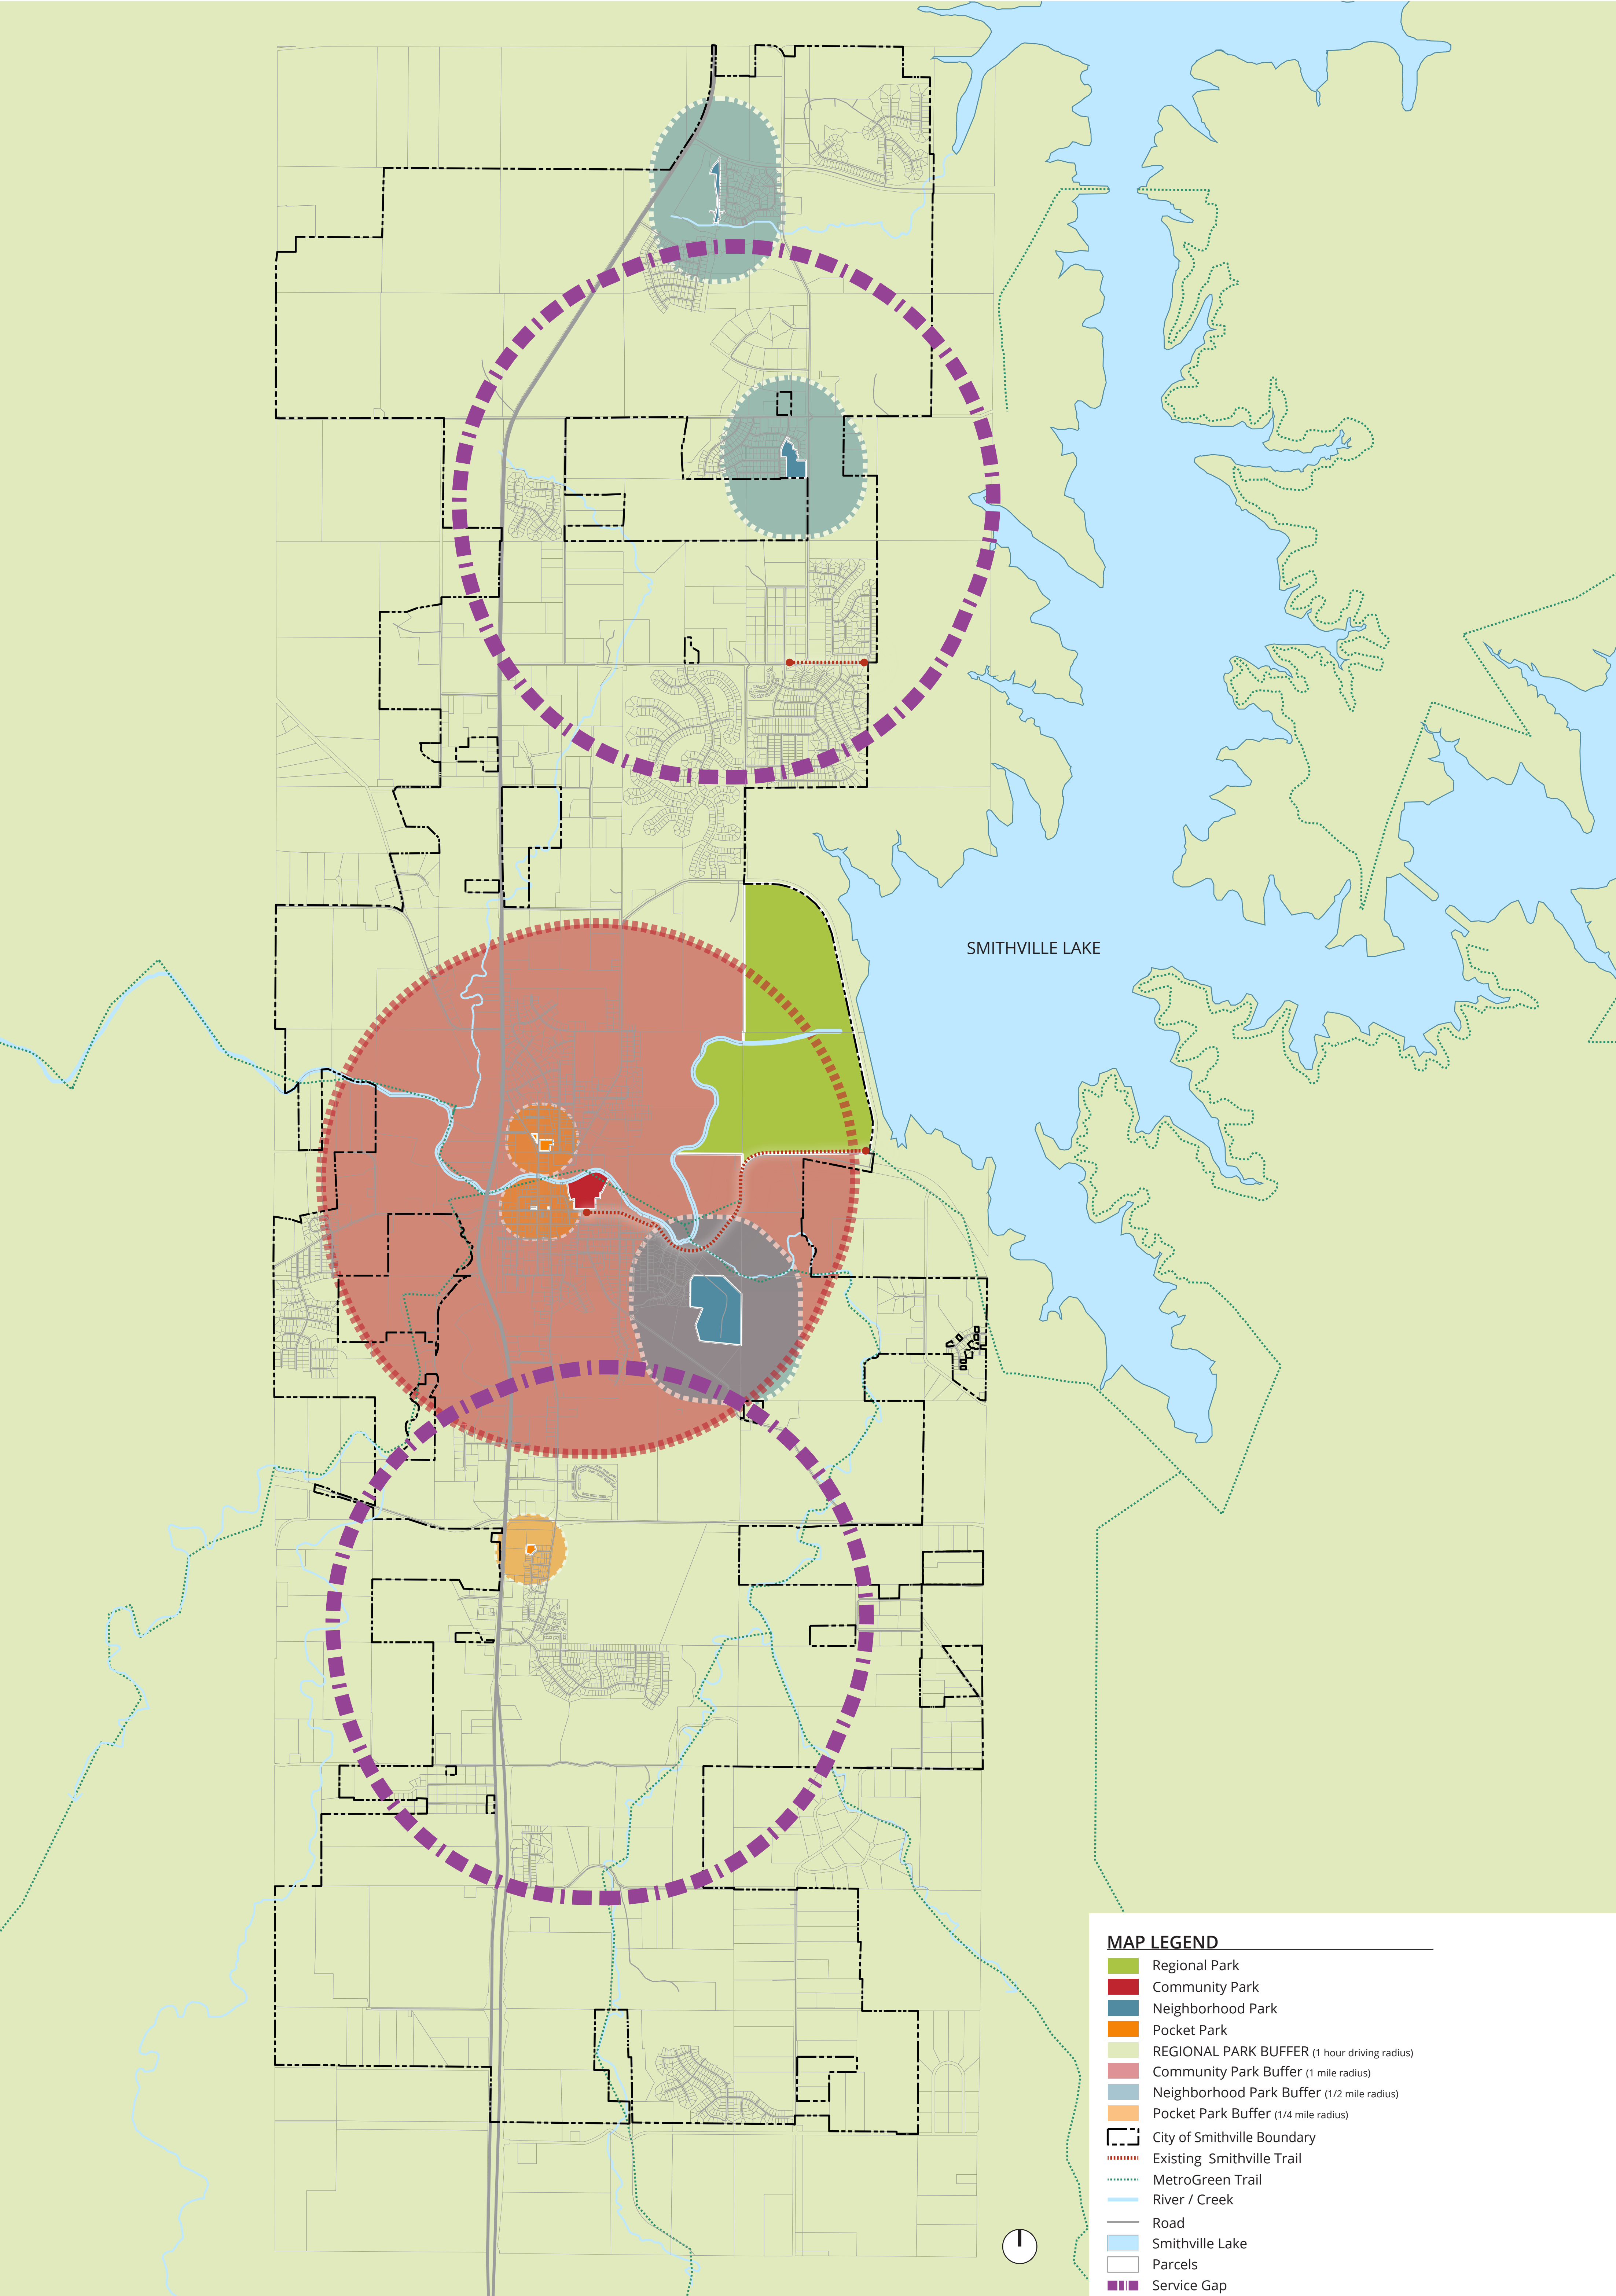 SMITHVILLE LAKE
MAP LEGEND
Regional Park
Community Park
Neighborhood Park
Pocket Park
REGIONAL PARK BUFFER (1 hour driving radius)
Community Park Buffer (1 mile radius)
Neighborhood Park Buffer (1/2 mile radius)
Pocket Park Buffer (1/4 mile radius)
City of Smithville Boundary
Existing Smithville Trail
MetroGreen Trail
River / Creek
Road
Smithville Lake
Parcels
Service Gap